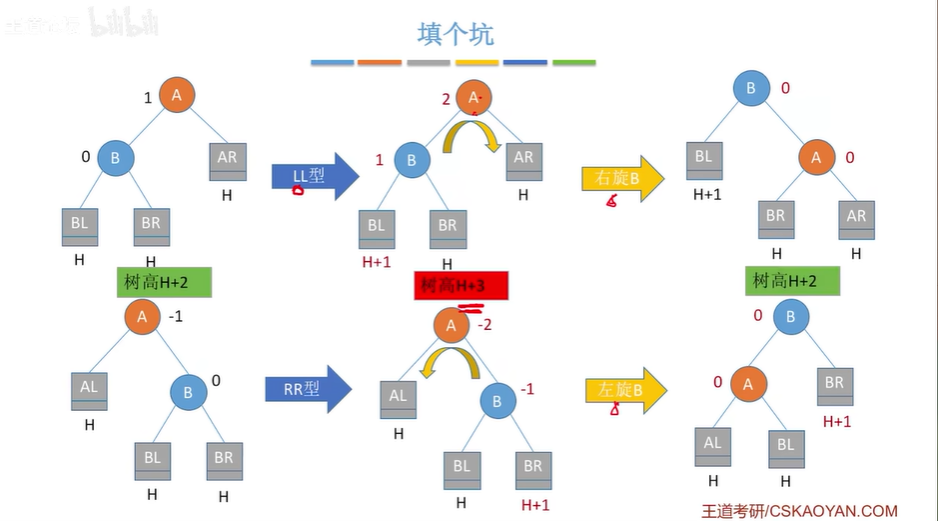 王道考研 bilibili
填个坑
1 A
0 B AR
H
BL BR
H H
LL型
2 A
1 B AR
H
BL BR
H+1 H
右旋B
B 0
BL A 0
H+1
BR AR
H H
树高H+2
树高H+3
树高H+2
A -1
AL B 0
H
BL BR
H H
RR型
A -2
AL B -1
H
BL BR
H H+1
左旋B
0 B
0 A BR
H+1
AL BL
H H
王道考研/CSKAOYAN.COM